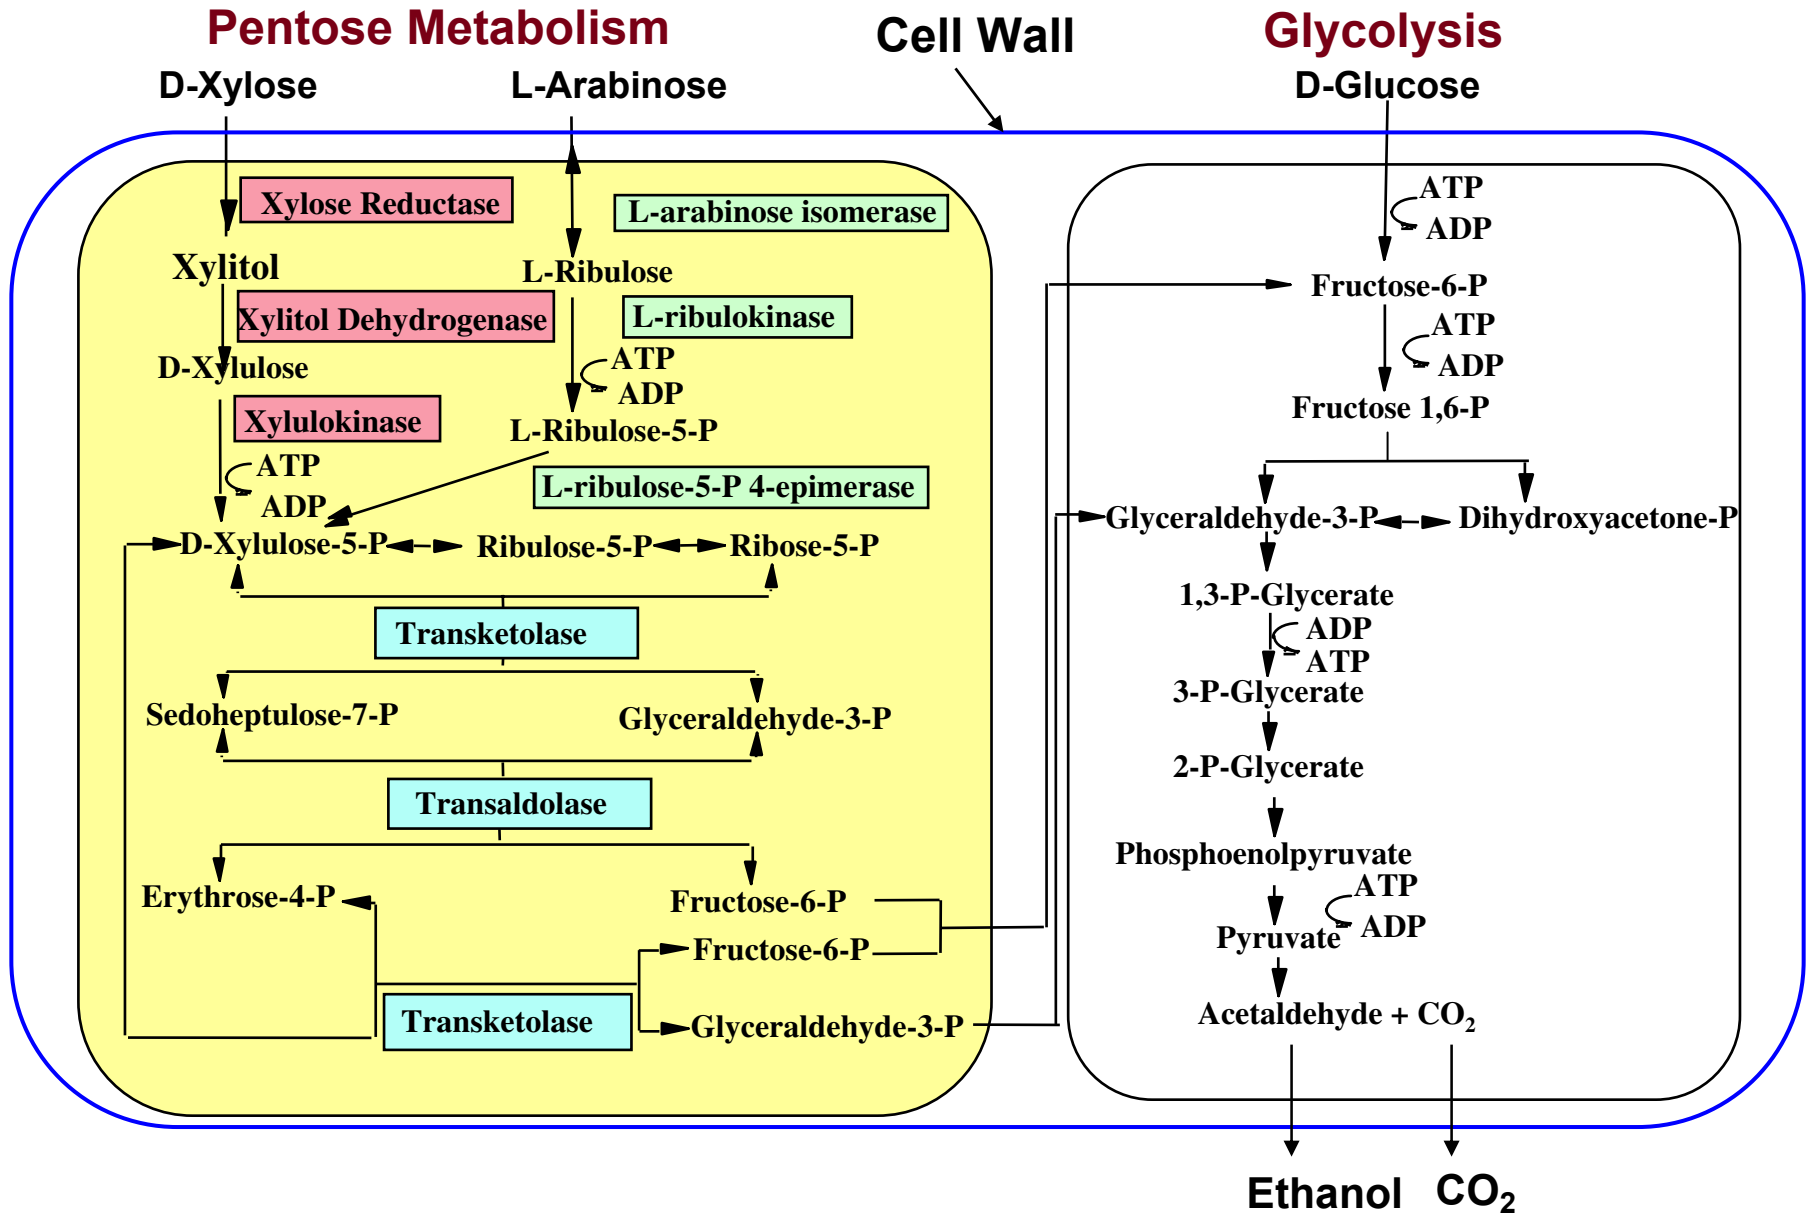 Pentose Metabolism
Cell Wall
Glycolysis
D-Xylose
L-Arabinose
D-Glucose
Xylose Reductase
L-arabinose isomerase
Xylitol
L-Ribulose
Xylitol Dehydrogenase
L-ribulokinase
D-Xylulose
ATP
ADP
Xylulokinase
L-Ribulose-5-P
ATP
ADP
L-ribulose-5-P 4-epimerase
D-Xylulose-5-P
Ribulose-5-P
Ribose-5-P
Transketolase
Sedoheptulose-7-P
Glyceraldehyde-3-P
Transaldolase
Erythrose-4-P
Fructose-6-P
Fructose-6-P
Transketolase
Glyceraldehyde-3-P
ATP
ADP
Fructose-6-P
ATP
ADP
Fructose 1,6-P
Glyceraldehyde-3-P
Dihydroxyacetone-P
1,3-P-Glycerate
ADP
ATP
3-P-Glycerate
2-P-Glycerate
Phosphoenolpyruvate
ATP
ADP
Pyruvate
Acetaldehyde + CO₂
Ethanol
CO₂